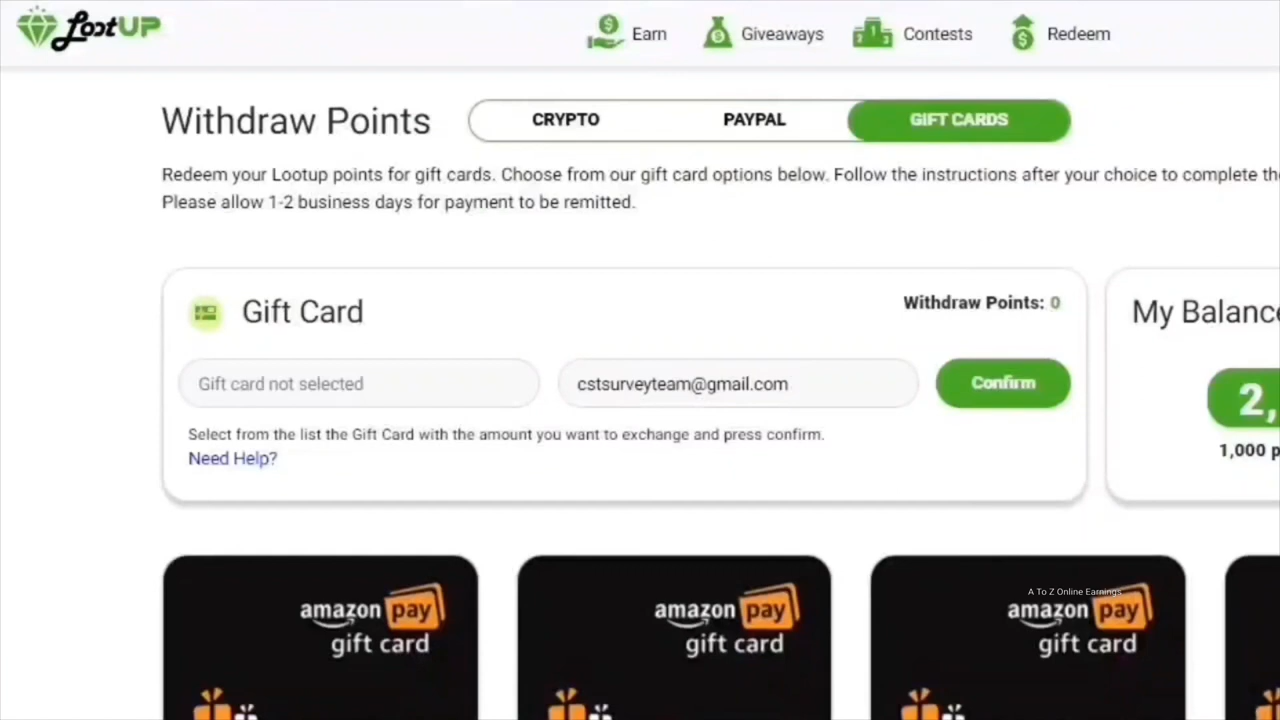 LootUP
Earn
Giveaways
Contests
Redeem
Withdraw Points
CRYPTO
PAYPAL
GIFT CARDS
Redeem your Lootup points for gift cards. Choose from our gift card options below. Follow the instructions after your choice to complete the
Please allow 1-2 business days for payment to be remitted.
Gift Card
Withdraw Points: 0
My Balance
Gift card not selected
cstsurveyteam@gmail.com
Confirm
2,
1,000 p
Select from the list the Gift Card with the amount you want to exchange and press confirm.
Need Help?
amazon pay
gift card
amazon pay
gift card
A To Z Online Earnings
amazon pay
gift card